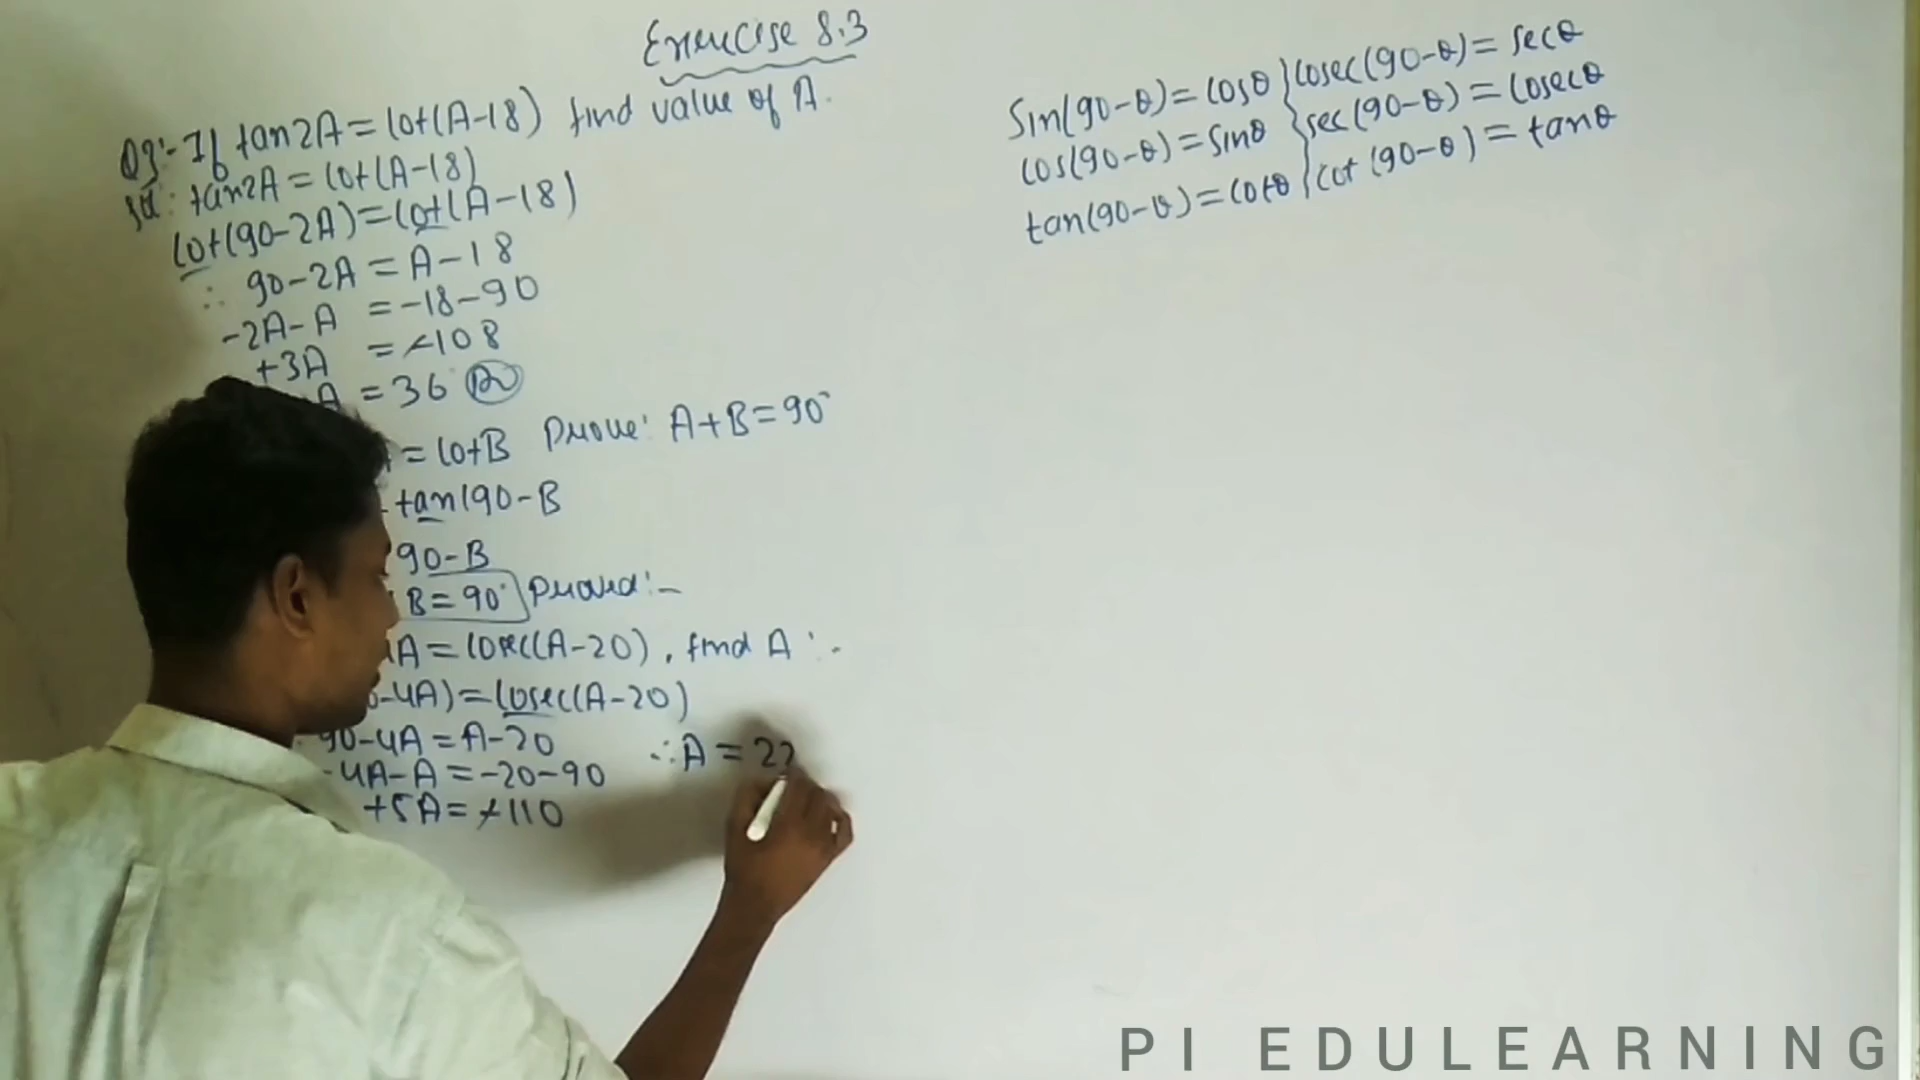 Exercise 8.3
Q3:- If tan2A = cot(A-18) find value of A.
Sol: tan2A = cot(A-18)
cot(90-2A) = cot(A-18)
∴ 90-2A = A-18
-2A-A = -18-90
+3A = -108
A = 36
= cotB Prove: A+B=90°
tan(90-B
90-B
B=90° Proved:-
A = cosec(A-20), find A :-
-4A) = cosec(A-20)
90-4A = A-20
-4A-A = -20-90
+5A = -110
∴ A = 22
Sin(90-θ) = cosθ } cosec(90-θ) = secθ
cos(90-θ) = sinθ } sec(90-θ) = cosecθ
tan(90-θ) = cotθ } cot(90-θ) = tanθ
PI EDULEARNING